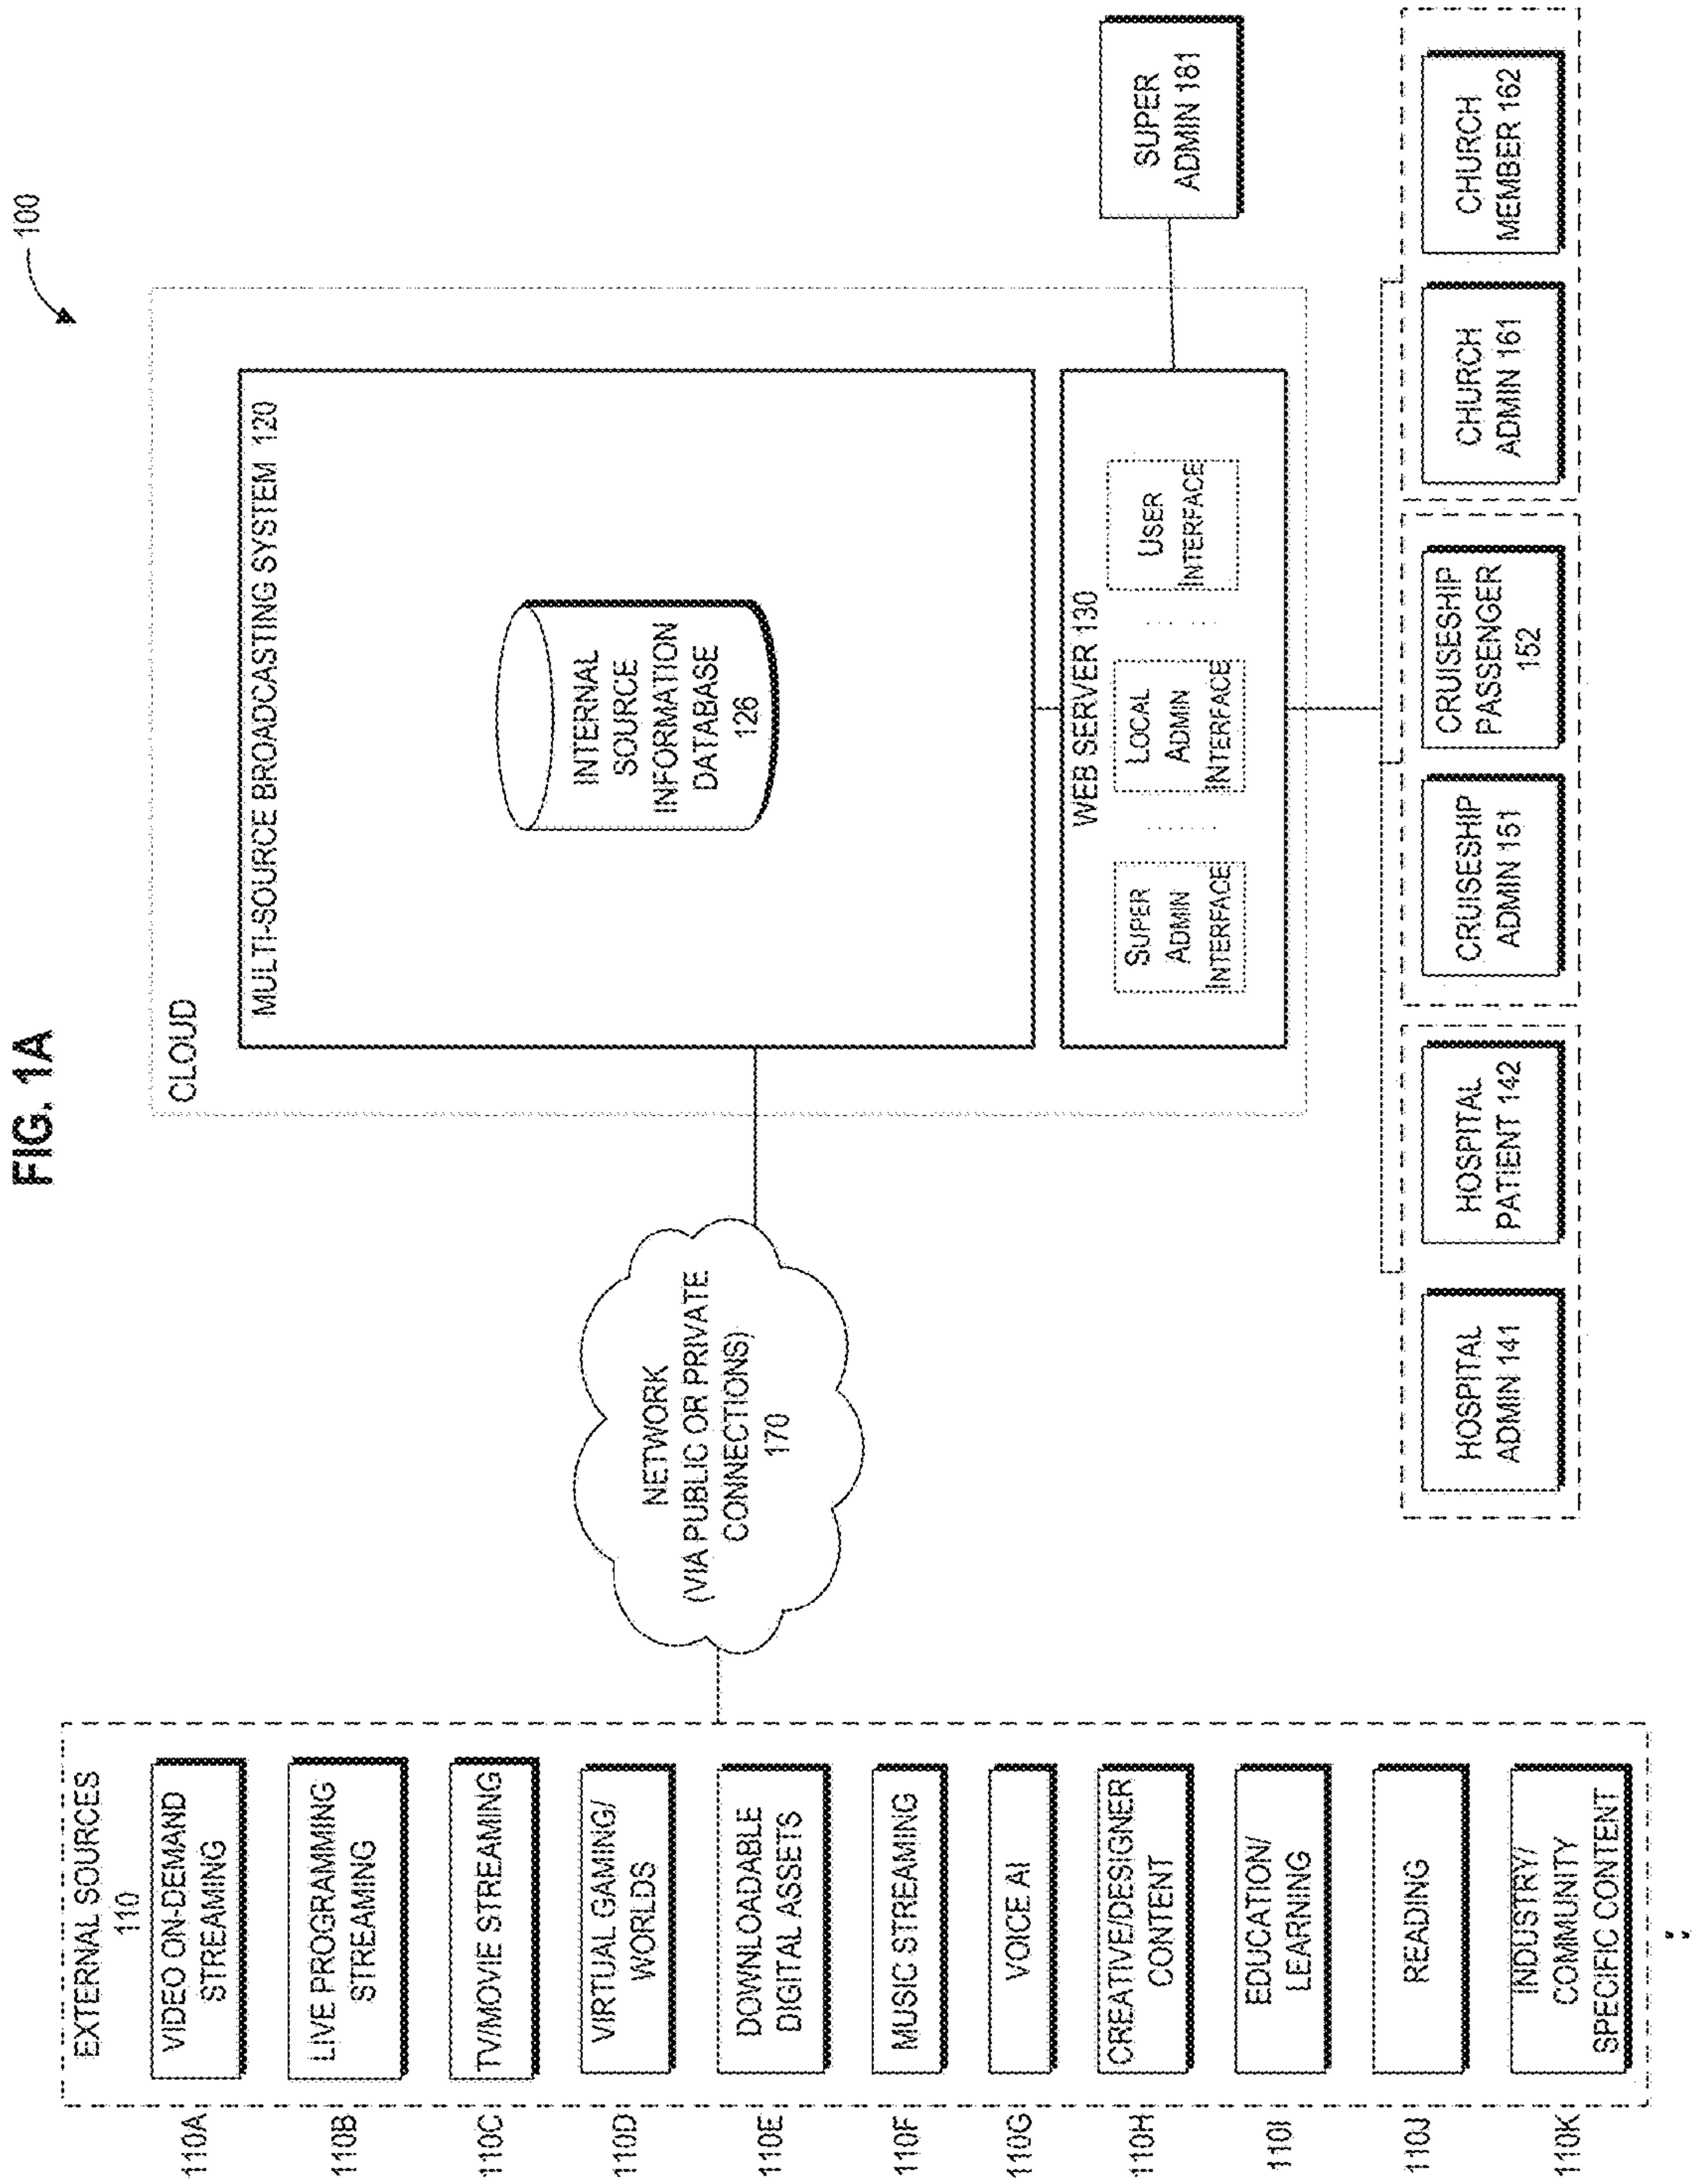 FIG. 1A
100
EXTERNAL SOURCES
110
110A
VIDEO ON-DEMAND
STREAMING
110B
LIVE PROGRAMMING
STREAMING
110C
TV/MOVIE STREAMING
110D
VIRTUAL GAMING/
WORLDS
110E
DOWNLOADABLE
DIGITAL ASSETS
110F
MUSIC STREAMING
110G
VOICE AI
110H
CREATIVE/DESIGNER
CONTENT
110I
EDUCATION/
LEARNING
110J
READING
110K
INDUSTRY/
COMMUNITY
SPECIFIC CONTENT
NETWORK
(VIA PUBLIC OR PRIVATE
CONNECTIONS)
170
CLOUD
MULTI-SOURCE BROADCASTING SYSTEM 120
INTERNAL
SOURCE
INFORMATION
DATABASE
126
WEB SERVER 130
SUPER
ADMIN
INTERFACE
LOCAL
ADMIN
INTERFACE
USER
INTERFACE
SUPER
ADMIN 181
HOSPITAL
ADMIN 141
HOSPITAL
PATIENT 142
CRUISESHIP
ADMIN 151
CRUISESHIP
PASSENGER
152
CHURCH
ADMIN 161
CHURCH
MEMBER 162